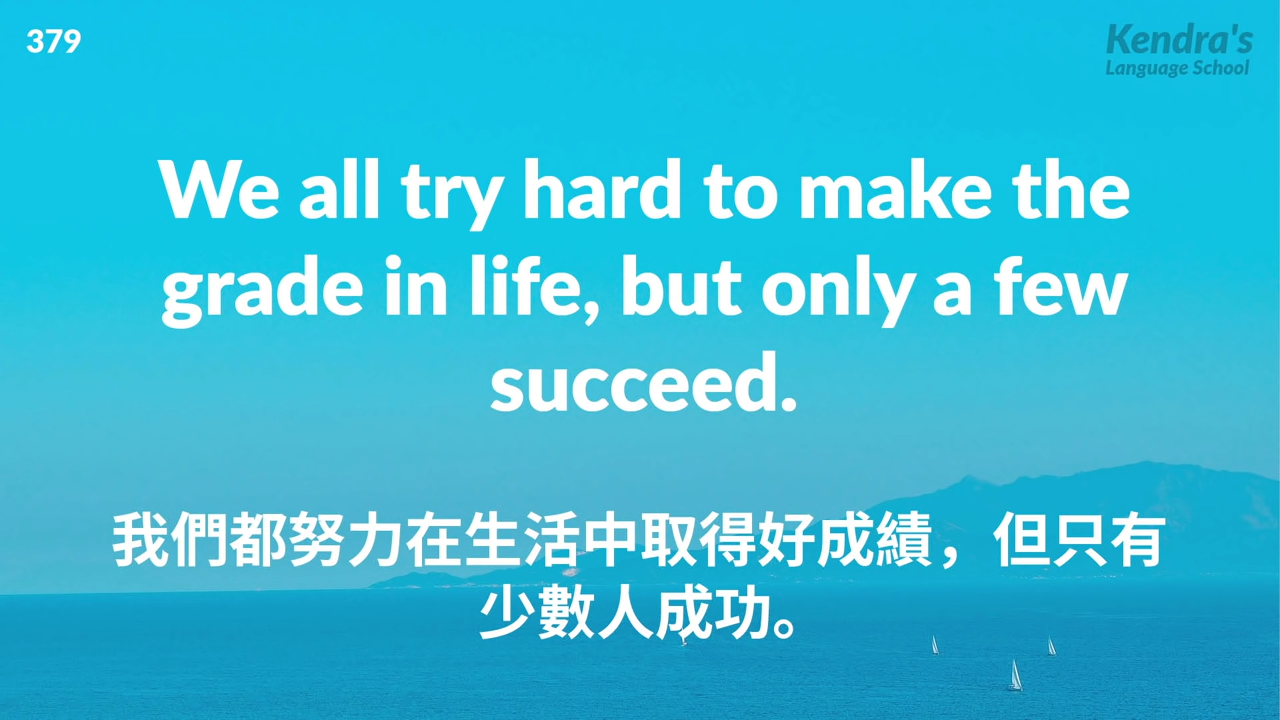 379
Kendra's
Language School
We all try hard to make the
grade in life, but only a few
succeed.
我們都努力在生活中取得好成績，但只有
少數人成功。